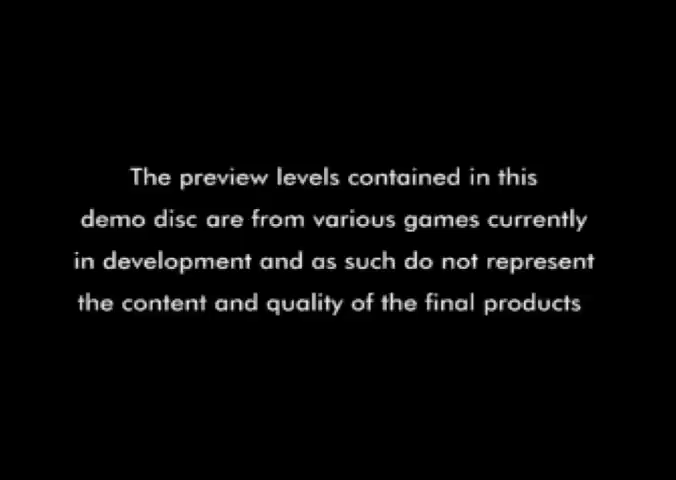 The preview levels contained in this
demo disc are from various games currently
in development and as such do not represent
the content and quality of the final products